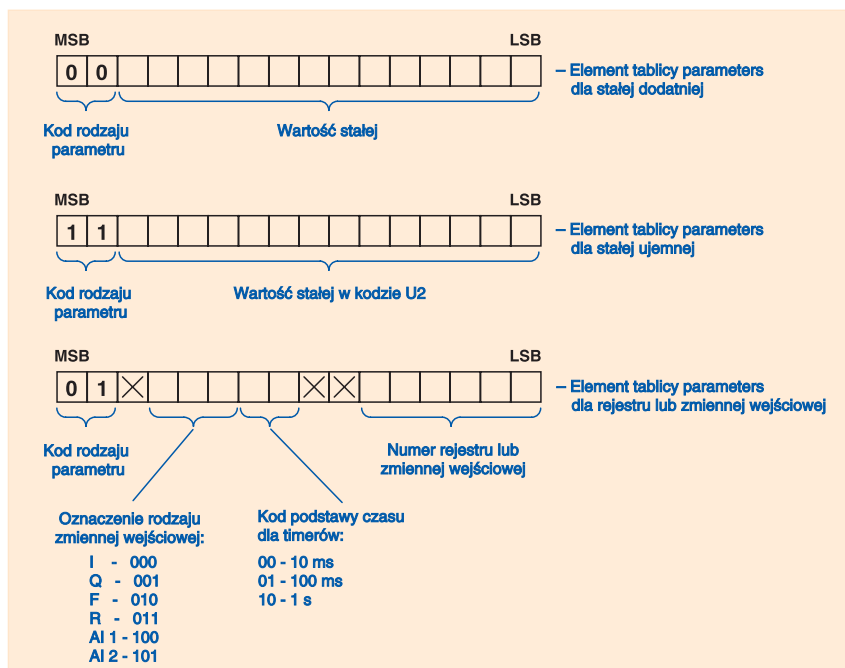 MSB LSB
0 0
– Element tablicy parameters
dla stałej dodatniej
Kod rodzaju
parametru
Wartość stałej
MSB LSB
1 1
– Element tablicy parameters
dla stałej ujemnej
Kod rodzaju
parametru
Wartość stałej w kodzie U2
MSB LSB
0 1
– Element tablicy parameters
dla rejestru lub zmiennej wejściowej
Kod rodzaju
parametru
Numer rejestru lub
zmiennej wejściowej
Oznaczenie rodzaju
zmiennej wejściowej:
I - 000
Q - 001
F - 010
R - 011
AI 1 - 100
AI 2 - 101
Kod podstawy czasu
dla timerów:
00 - 10 ms
01 - 100 ms
10 - 1 s